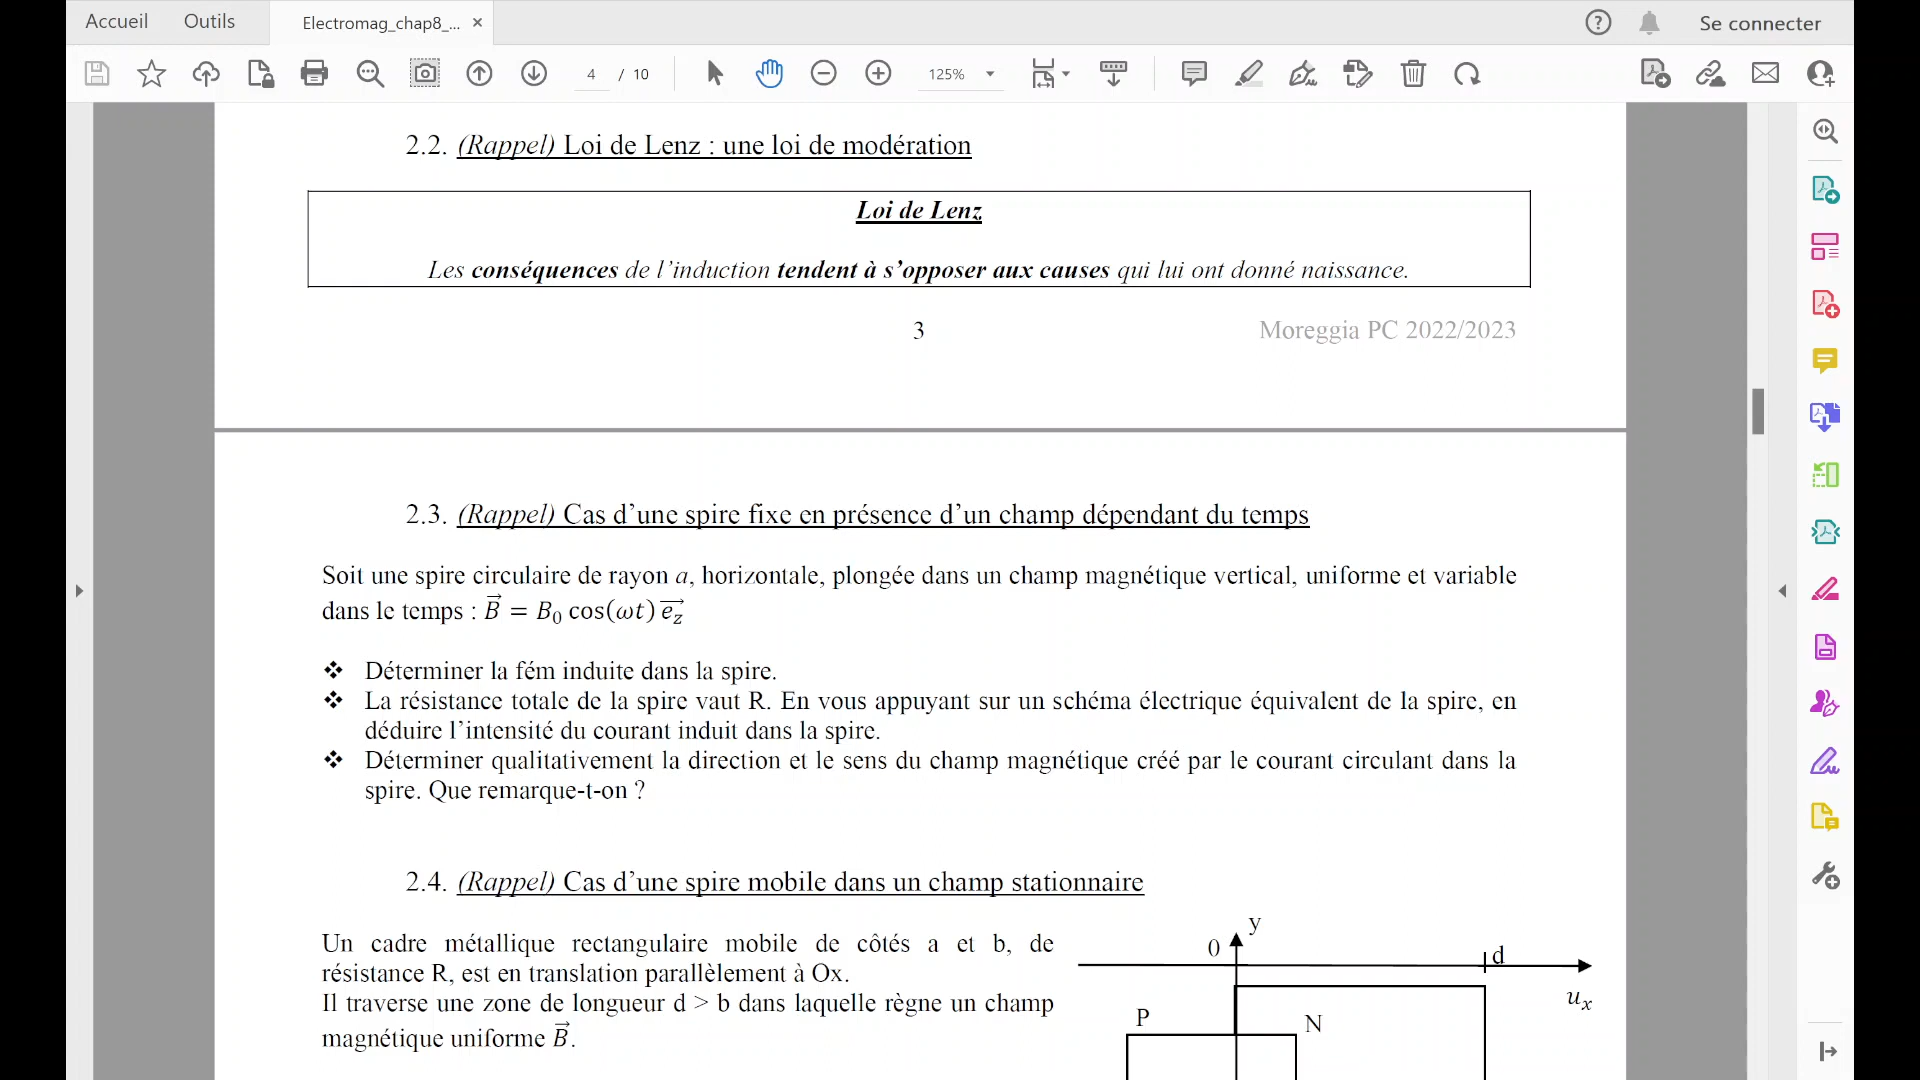 Accueil Outils Electromag_chap8_... × Se connecter
4 / 10 125%
2.2. (Rappel) Loi de Lenz : une loi de modération
Loi de Lenz
Les conséquences de l’induction tendent à s’opposer aux causes qui lui ont donné naissance.
3 Moreggia PC 2022/2023
2.3. (Rappel) Cas d’une spire fixe en présence d’un champ dépendant du temps
Soit une spire circulaire de rayon a, horizontale, plongée dans un champ magnétique vertical, uniforme et variable
dans le temps : B⃗ = B₀ cos(ωt) e_z⃗
❖ Déterminer la fém induite dans la spire.
❖ La résistance totale de la spire vaut R. En vous appuyant sur un schéma électrique équivalent de la spire, en
déduire l’intensité du courant induit dans la spire.
❖ Déterminer qualitativement la direction et le sens du champ magnétique créé par le courant circulant dans la
spire. Que remarque-t-on ?
2.4. (Rappel) Cas d’une spire mobile dans un champ stationnaire
Un cadre métallique rectangulaire mobile de côtés a et b, de
résistance R, est en translation parallèlement à Ox.
Il traverse une zone de longueur d > b dans laquelle règne un champ
magnétique uniforme B⃗.
y
0
d
uₓ
P
N